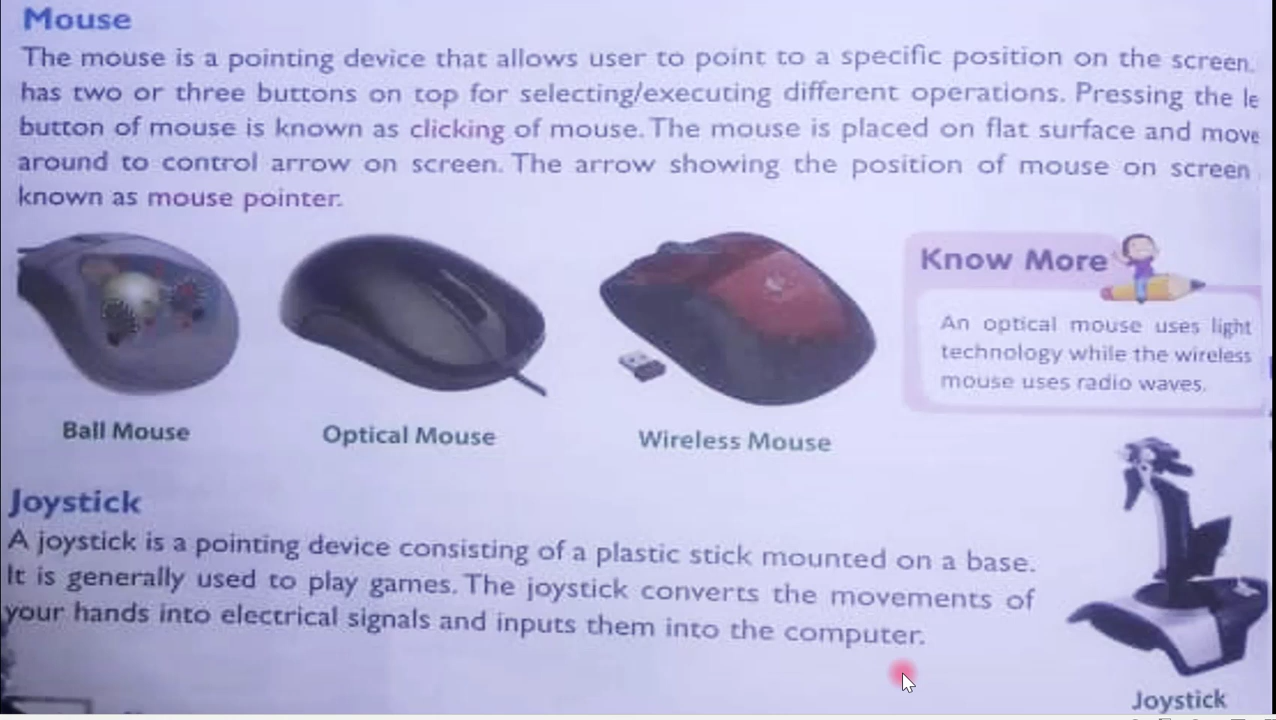 Mouse
The mouse is a pointing device that allows user to point to a specific position on the screen.
has two or three buttons on top for selecting/executing different operations. Pressing the le
button of mouse is known as clicking of mouse. The mouse is placed on flat surface and move
around to control arrow on screen. The arrow showing the position of mouse on screen
known as mouse pointer.
Know More
An optical mouse uses light
technology while the wireless
mouse uses radio waves.
Ball Mouse
Optical Mouse
Wireless Mouse
Joystick
A joystick is a pointing device consisting of a plastic stick mounted on a base.
It is generally used to play games. The joystick converts the movements of
your hands into electrical signals and inputs them into the computer.
Joystick